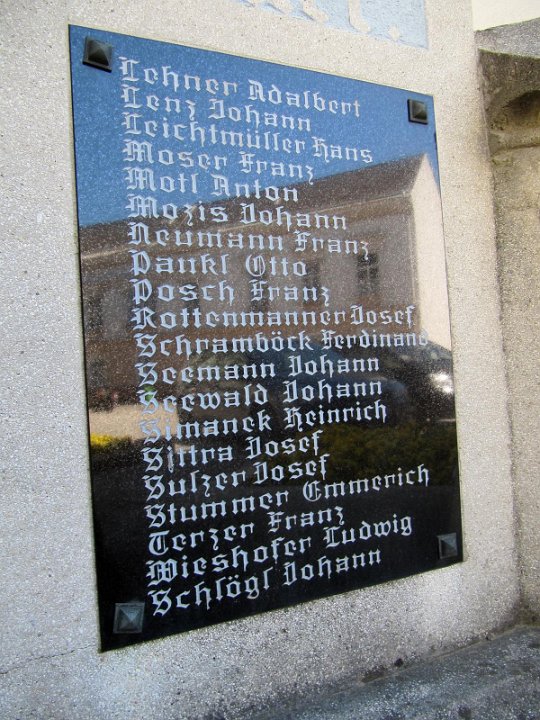 Lehner Adalbert
Lenz Johann
Leichtmüller Hans
Moser Franz
Motl Anton
Mozis Johann
Neumann Franz
Pankl Otto
Posch Franz
Rottenmanner Josef
Schramböck Ferdinand
Seemann Johann
Seewald Johann
Simanek Heinrich
Sittra Josef
Sulzer Josef
Stummer Emmerich
Terzer Franz
Wieshofer Ludwig
Schlögl Johann